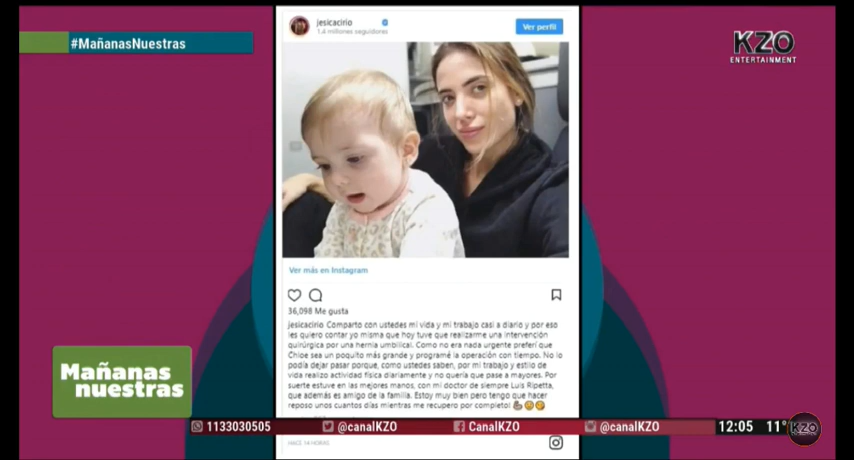 jesicacirio
1.4 millones seguidores
Ver perfil
#MañanasNuestras
KZO
ENTERTAINMENT
Ver más en Instagram
36,098 Me gusta
jesicacirio Comparto con ustedes mi vida y mi trabajo casi a diario y por eso
les quiero contar yo misma que hoy tuve que realizarme una intervención
quirúrgica por una hernia umbilical. Como no era nada urgente preferí que
Chloe sea un poquito más grande y programé la operación con tiempo. No lo
podía dejar pasar porque, como ustedes saben, por mi trabajo y estilo de
vida realizo actividad física diariamente y no quería que pase a mayores. Por
suerte estuve en las mejores manos, con mi doctor de siempre Luis Ripetta,
que además es amigo de la familia. Estoy muy bien pero tengo que hacer
reposo unos cuantos días mientras me recupero por completo!
Mañanas
nuestras
1133030505 @canalKZO CanalKZO @canalKZO 12:05 11°
KZO
HACE 14 HORAS